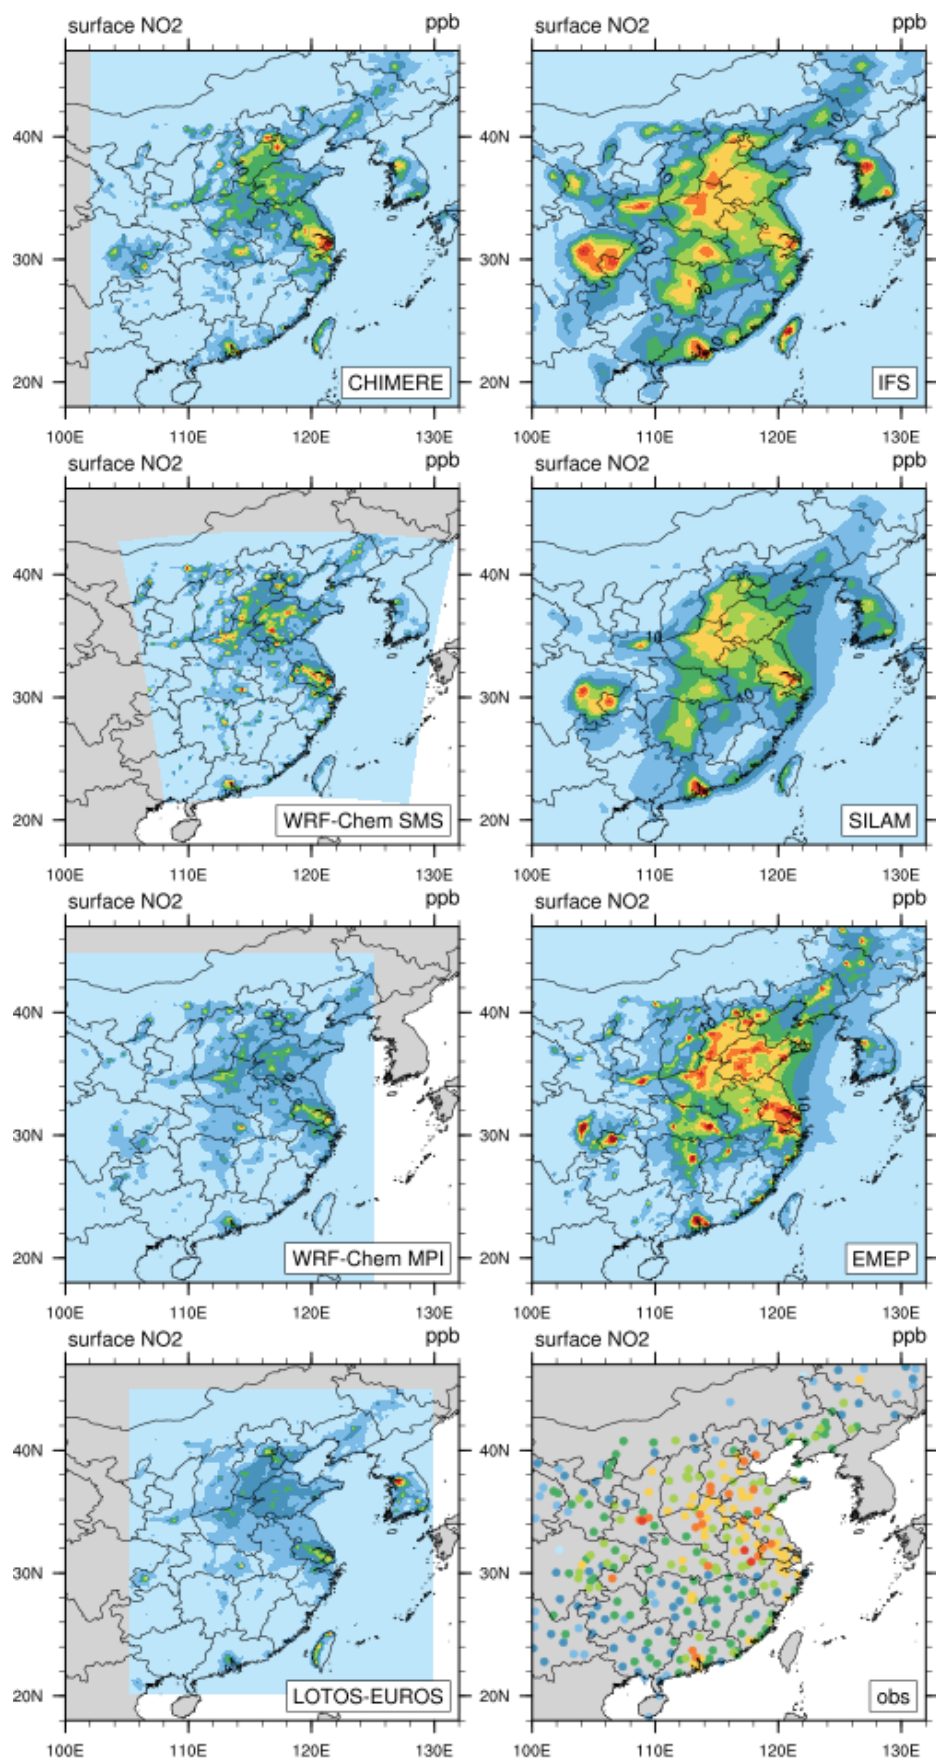 surface NO2 ppb surface NO2 ppb
40N 40N
30N 30N
20N CHIMERE 20N IFS
100E 110E 120E 130E 100E 110E 120E 130E
surface NO2 ppb surface NO2 ppb
40N 40N
10
30N 30N
20N WRF-Chem SMS 20N SILAM
100E 110E 120E 130E 100E 110E 120E 130E
surface NO2 ppb surface NO2 ppb
40N 40N
30N 30N
20N WRF-Chem MPI 20N EMEP
100E 110E 120E 130E 100E 110E 120E 130E
surface NO2 ppb surface NO2 ppb
40N 40N
30N 30N
20N LOTOS-EUROS 20N obs
100E 110E 120E 130E 100E 110E 120E 130E